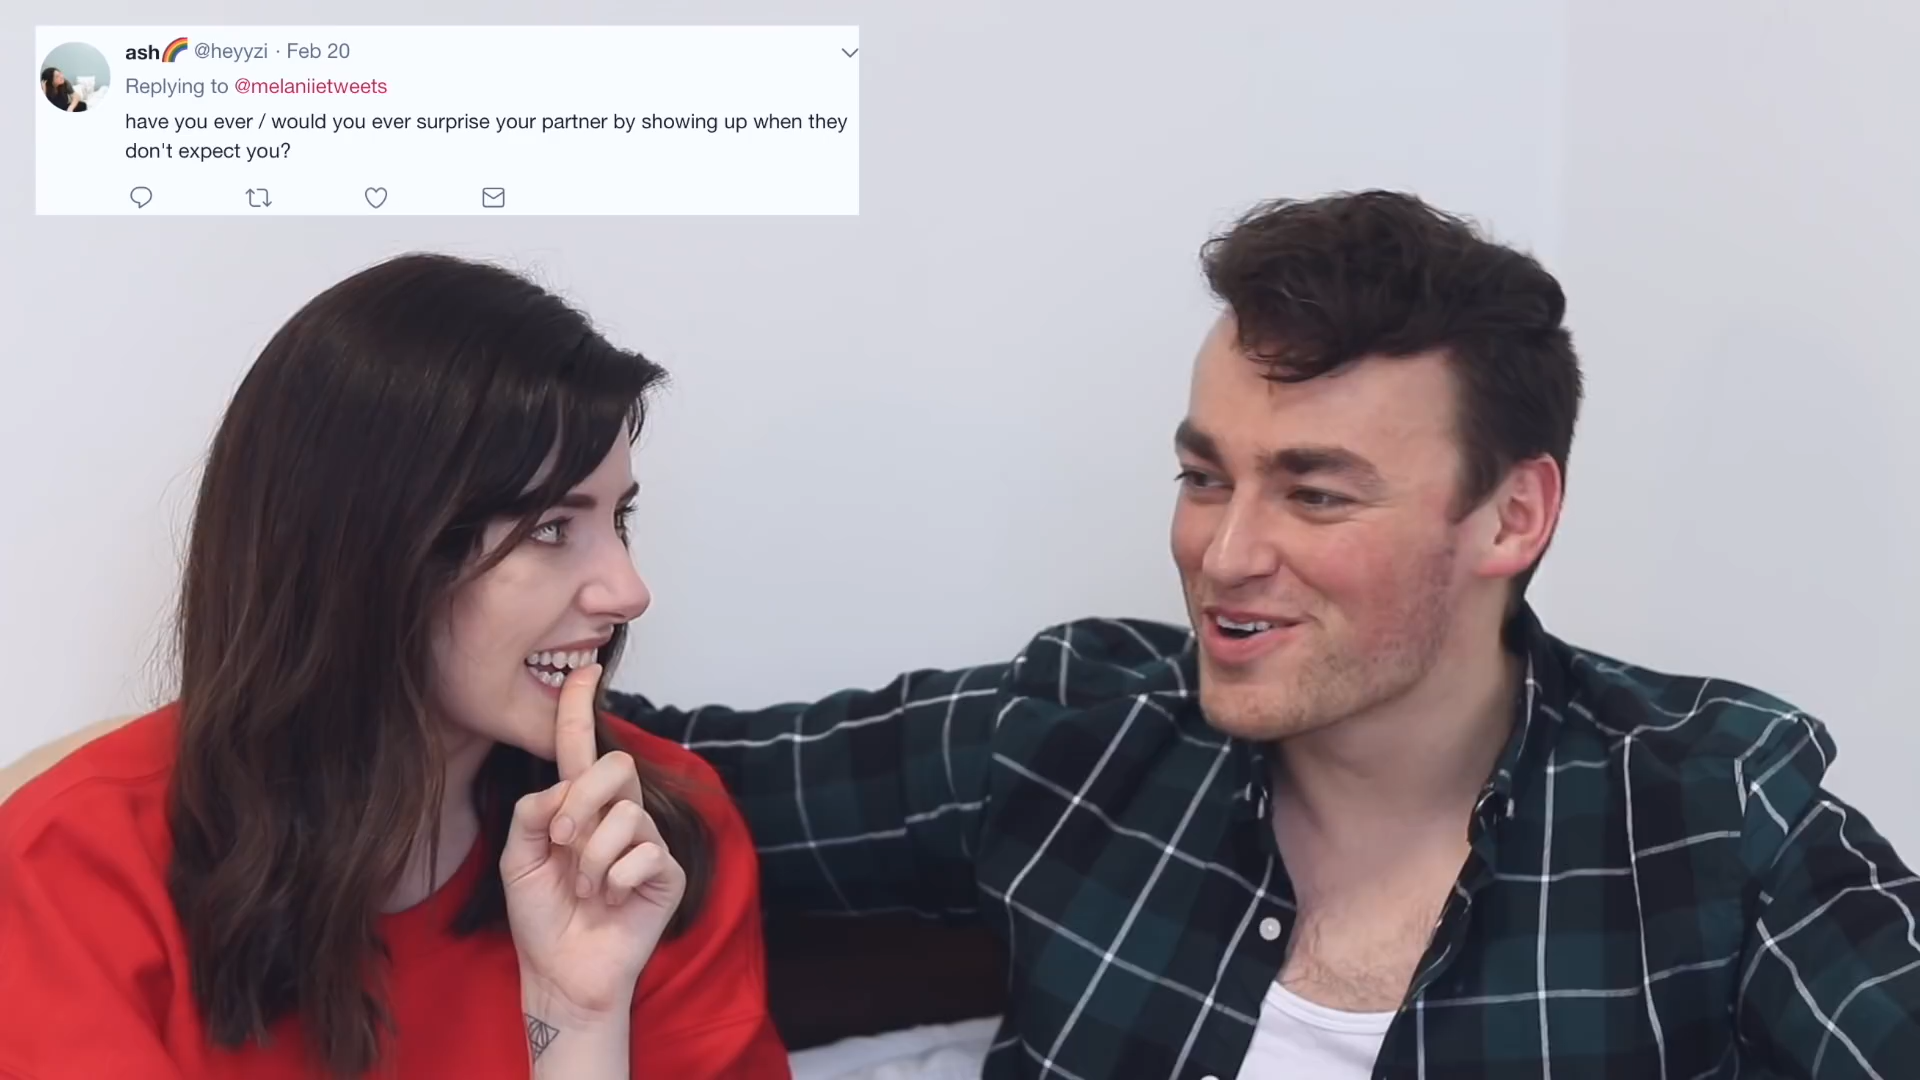 ash🌈 @heyyzi · Feb 20
Replying to @melaniietweets
have you ever / would you ever surprise your partner by showing up when they
don't expect you?